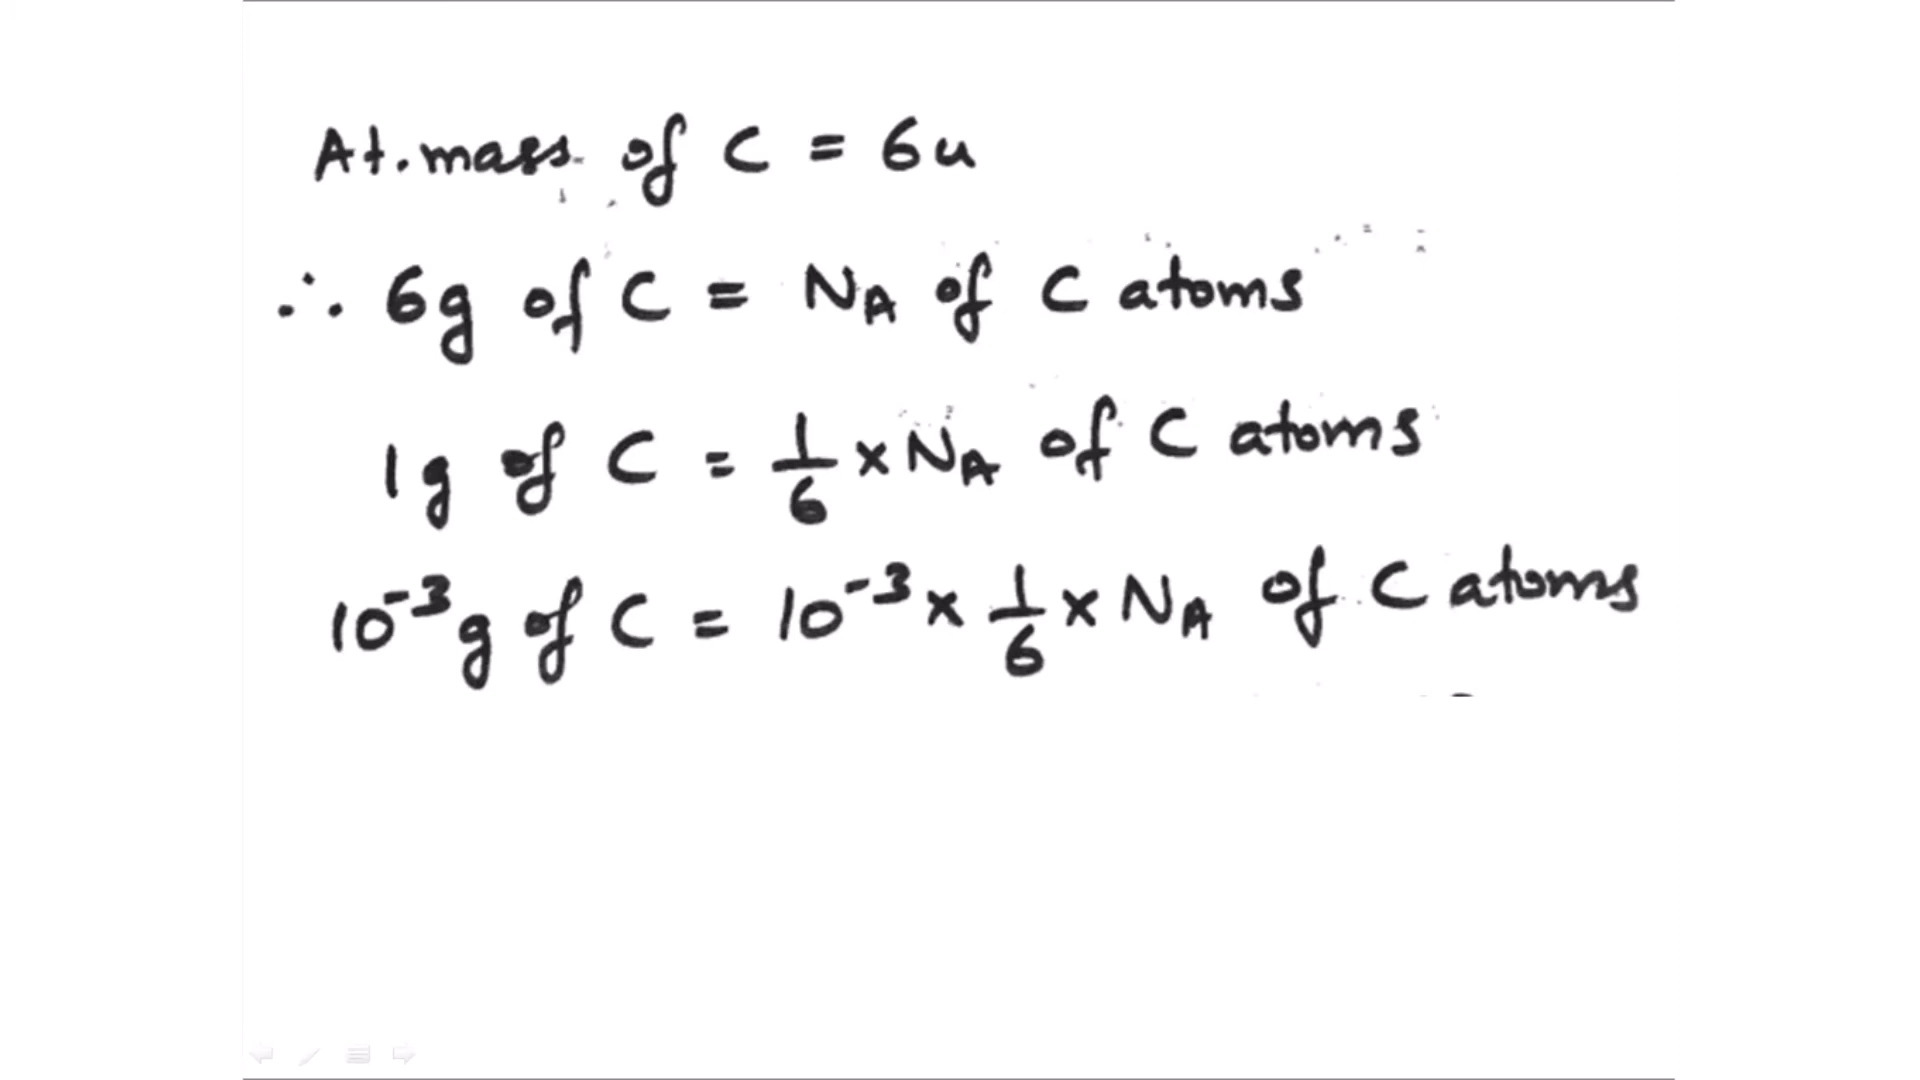 At. mass of C = 6u
∴ 6g of C = N_A of C atoms
1g of C = 1/6 × N_A of C atoms
10^-3 g of C = 10^-3 × 1/6 × N_A of C atoms